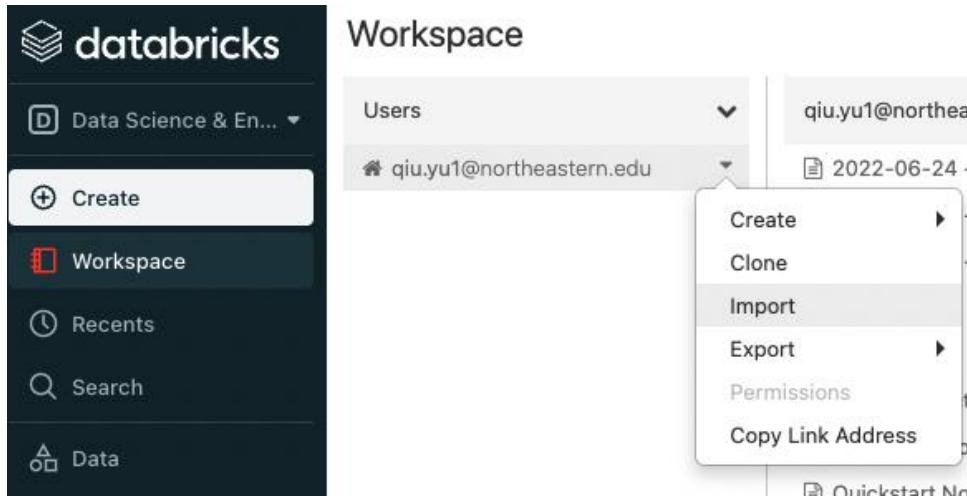 databricks
Data Science & En...
Create
Workspace
Recents
Search
Data
Workspace
Users
qiu.yu1@northeastern.edu
qiu.yu1@northea
2022-06-24 -
Create
Clone
Import
Export
Permissions
Copy Link Address
Quickstart No